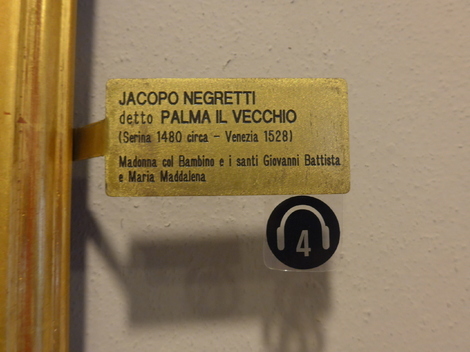 JACOPO NEGRETTI
detto PALMA IL VECCHIO
(Serina 1480 circa - Venezia 1528)
Madonna col Bambino e i santi Giovanni Battista
e Maria Maddalena
4